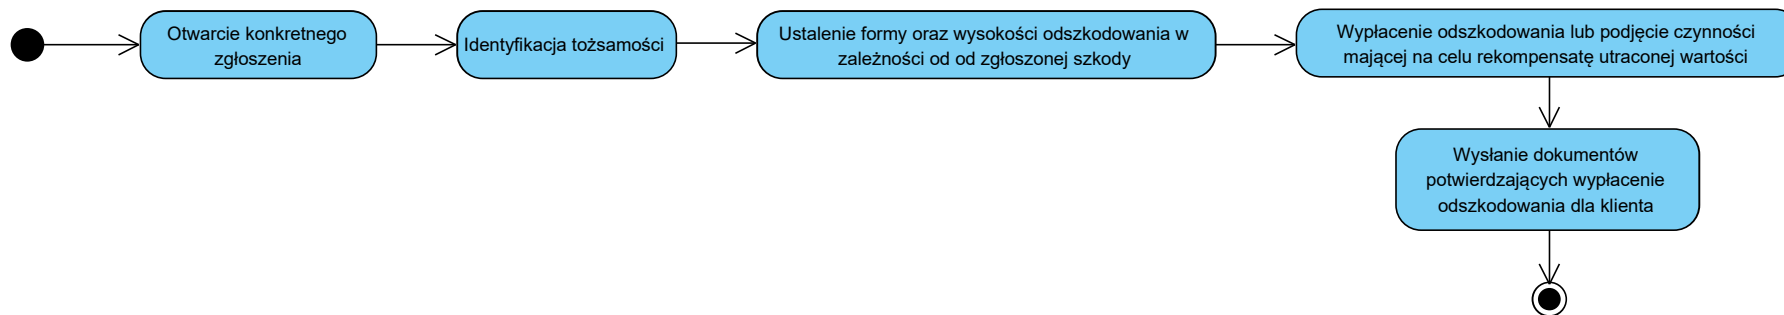 Otwarcie konkretnego
zgłoszenia
Identyfikacja tożsamości
Ustalenie formy oraz wysokości odszkodowania w
zależności od od zgłoszonej szkody
Wypłacenie odszkodowania lub podjęcie czynności
mającej na celu rekompensatę utraconej wartości
Wysłanie dokumentów
potwierdzających wypłacenie
odszkodowania dla klienta